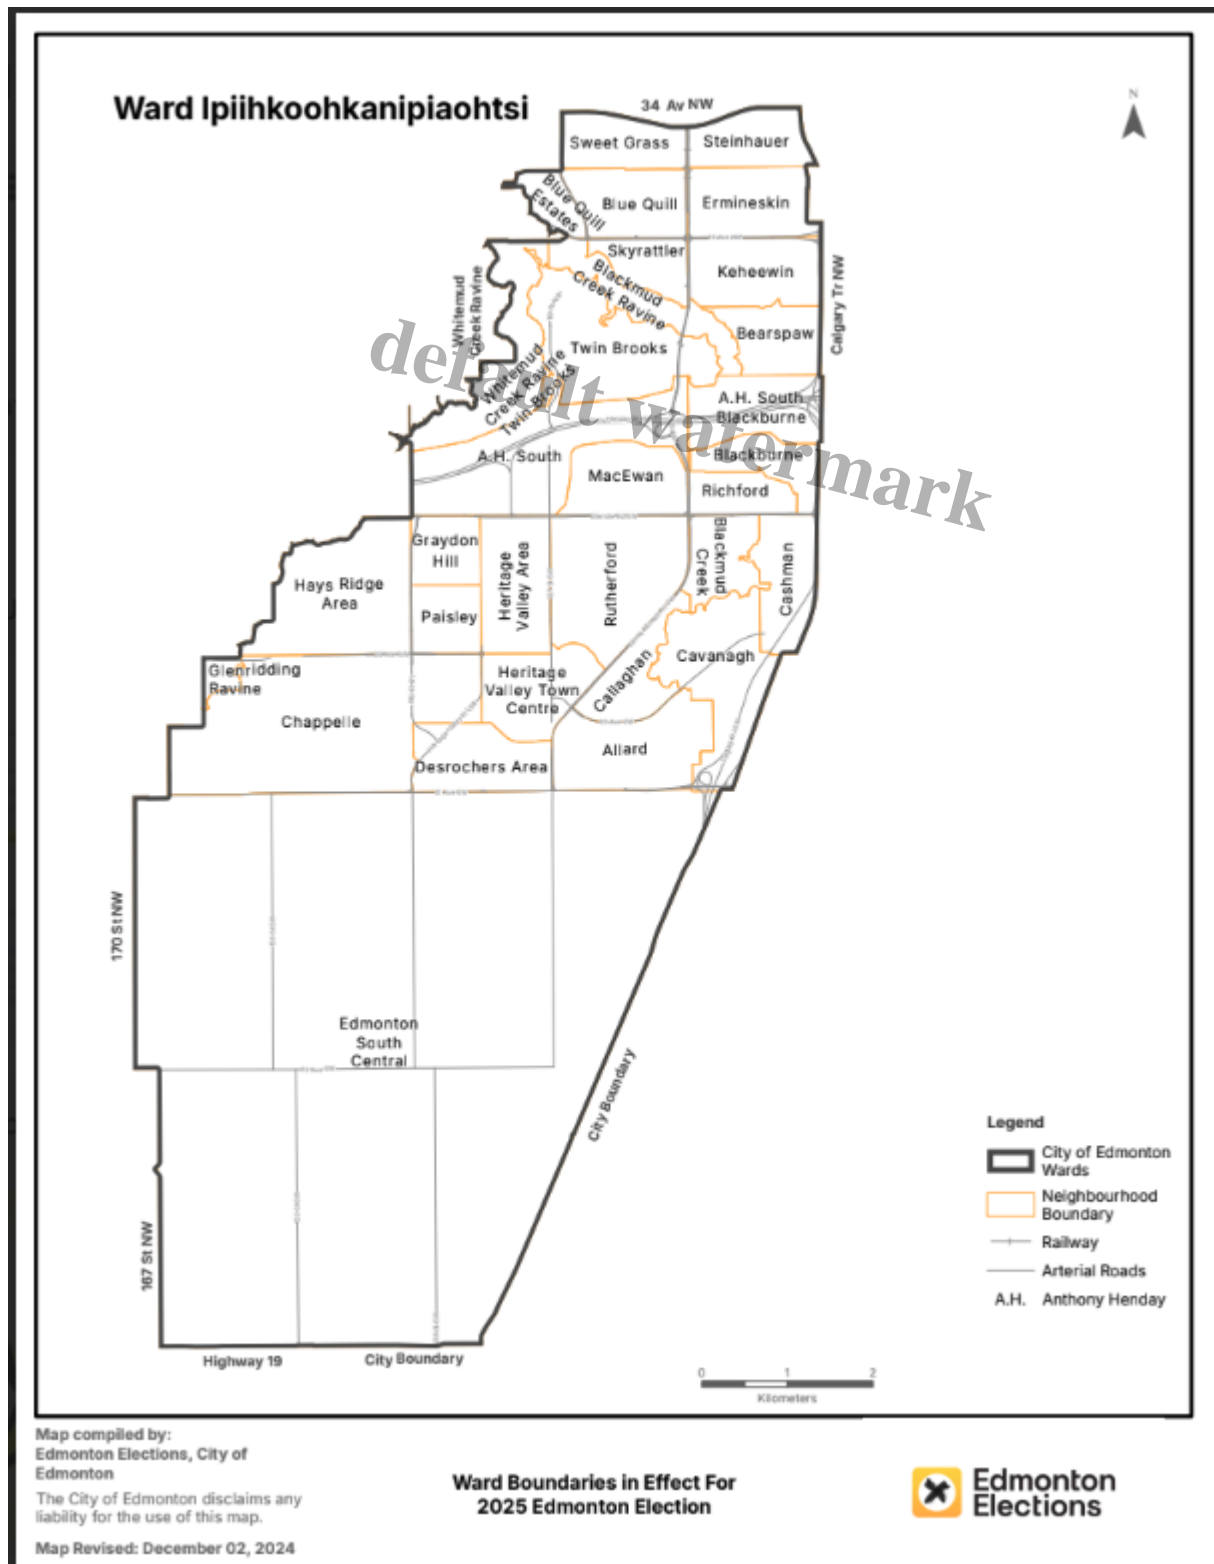 Ward Ipiihkoohkanipiaohtsi
34 Av NW
N
Sweet Grass
Steinhauer
Blue Quill
Estates
Blue Quill
Ermineskin
Skyrattler
Keheewin
Blackmud
Creek Ravine
Whitemud
Creek Ravine
Calgary Tr NW
Bearspaw
Twin Brooks
Whitemud
Creek Ravine
Twin Brooks
default watermark
A.H. South
Blackburne
A.H. South
Blackburne
MacEwan
Richford
Graydon
Hill
Heritage
Valley Area
Rutherford
Blackmud
Creek
Cashman
Hays Ridge
Area
Paisley
Cavanagh
Glenridding
Ravine
Heritage
Valley Town
Centre
Callaghan
Chappelle
Allard
Desrochers Area
170 St NW
Edmonton
South
Central
City Boundary
167 St NW
Highway 19
City Boundary
Legend
City of Edmonton
Wards
Neighbourhood
Boundary
Railway
Arterial Roads
A.H. Anthony Henday
0 1 2
Kilometers
Map compiled by:
Edmonton Elections, City of
Edmonton
The City of Edmonton disclaims any
liability for the use of this map.
Map Revised: December 02, 2024
Ward Boundaries in Effect For
2025 Edmonton Election
Edmonton
Elections